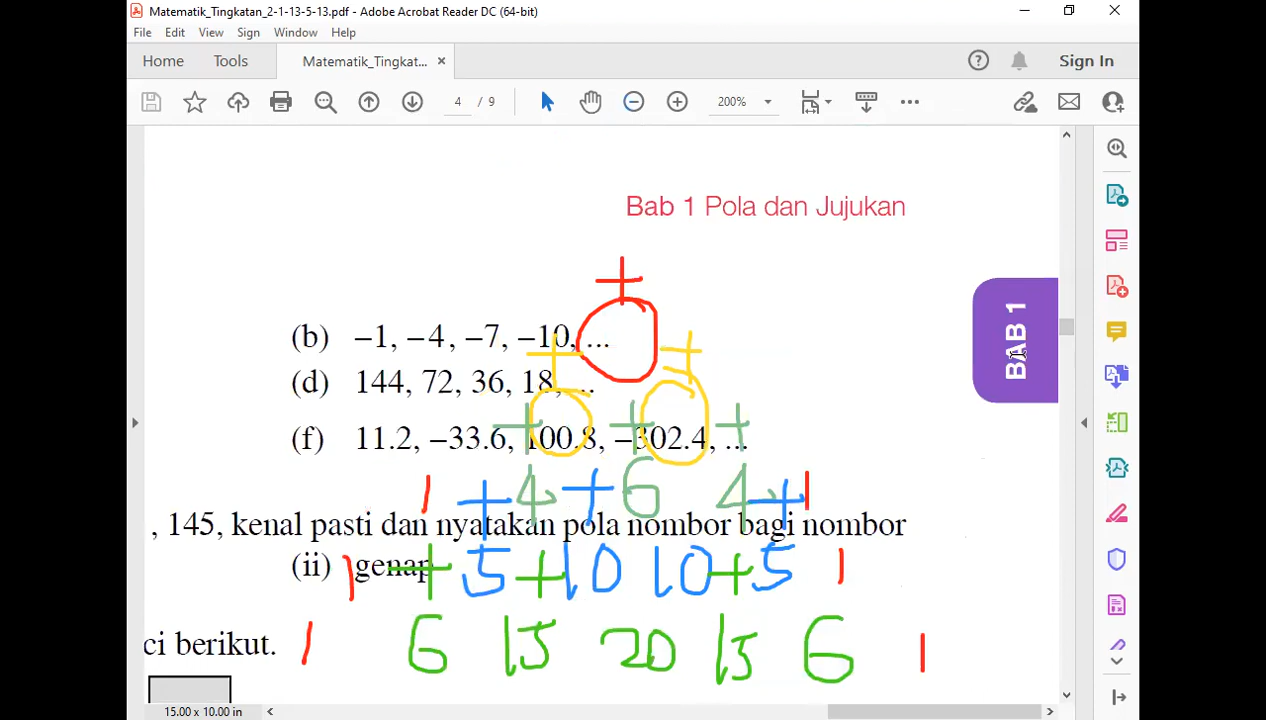 Matematik_Tingkatan_2-1-13-5-13.pdf - Adobe Acrobat Reader DC (64-bit)
File Edit View Sign Window Help
Home Tools Matematik_Tingkat... × Sign In
4 / 9 200%
Bab 1 Pola dan Jujukan
BAB 1
+
(b) –1, – 4 , –7, –10, ...
+ +
(d) 144, 72, 36, 18, ...
+ + +
(f) 11.2, –33.6, 100.8, –302.4, ...
1 + 4 + 6 4 + 1
, 145, kenal pasti dan nyatakan pola nombor bagi nombor
(ii) genap
1 + 5 + 10 10 + 5 1
ci berikut.
1 6 15 20 15 6 1
15.00 x 10.00 in